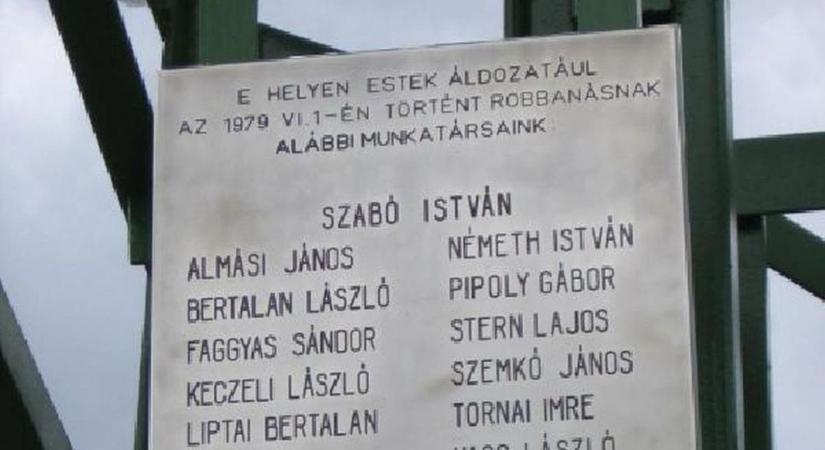 E HELYEN ESTEK ÁLDOZATÁUL
AZ 1979 VI.1-ÉN TÖRTÉNT ROBBANÁSNAK
ALÁBBI MUNKATÁRSAINK
SZABÓ ISTVÁN
ALMÁSI JÁNOS
BERTALAN LÁSZLÓ
FAGGYAS SÁNDOR
KECZELI LÁSZLÓ
LIPTAI BERTALAN
NÉMETH ISTVÁN
PIPOLY GÁBOR
STERN LAJOS
SZEMKÓ JÁNOS
TORNAI IMRE
LÁSZLÓ